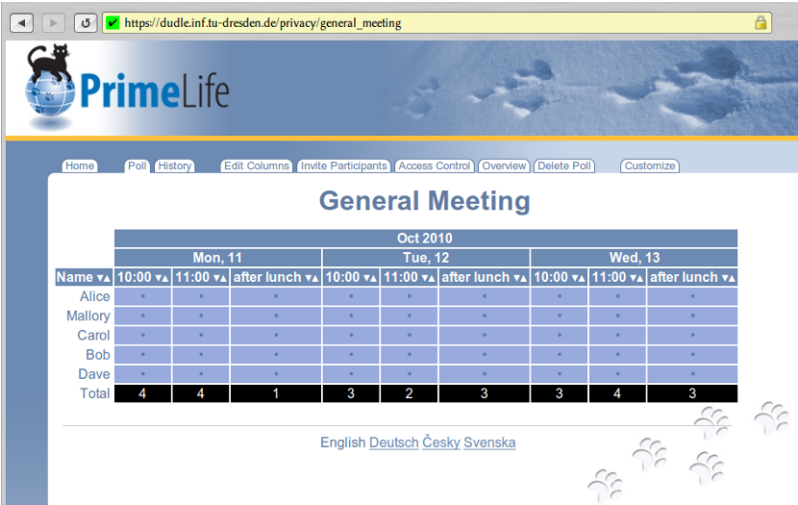 https://dudle.inf.tu-dresden.de/privacy/general_meeting
PrimeLife
Home Poll History Edit Columns Invite Participants Access Control Overview Delete Poll Customize
General Meeting
Oct 2010
Mon, 11 Tue, 12 Wed, 13
Name ▾▴ 10:00 ▾▴ 11:00 ▾▴ after lunch ▾▴ 10:00 ▾▴ 11:00 ▾▴ after lunch ▾▴ 10:00 ▾▴ 11:00 ▾▴ after lunch ▾▴
Alice • • • • • • • • •
Mallory • • • • • • • • •
Carol • • • • • • • • •
Bob • • • • • • • • •
Dave • • • • • • • • •
Total 4 4 1 3 2 3 3 4 3
English Deutsch Česky Svenska